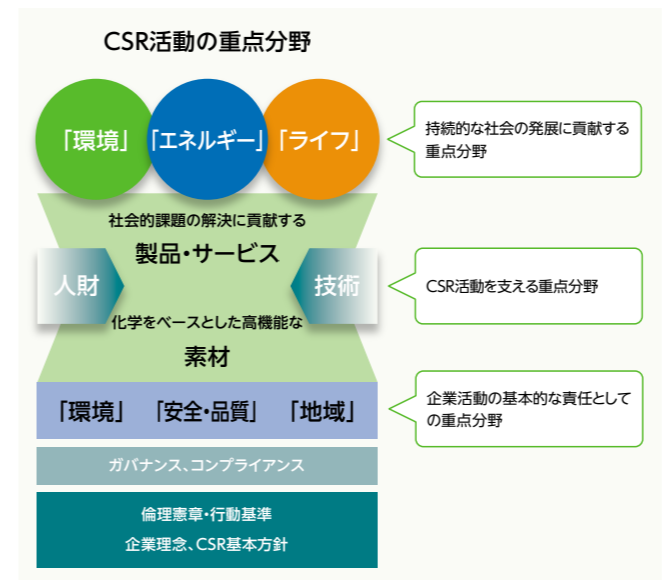 CSR活動の重点分野
「環境」
「エネルギー」
「ライフ」
持続的な社会の発展に貢献する
重点分野
社会的課題の解決に貢献する
製品・サービス
人財
技術
CSR活動を支える重点分野
化学をベースとした高機能な
素材
「環境」
「安全・品質」
「地域」
企業活動の基本的な責任として
の重点分野
ガバナンス、コンプライアンス
倫理憲章・行動基準
企業理念、CSR基本方針